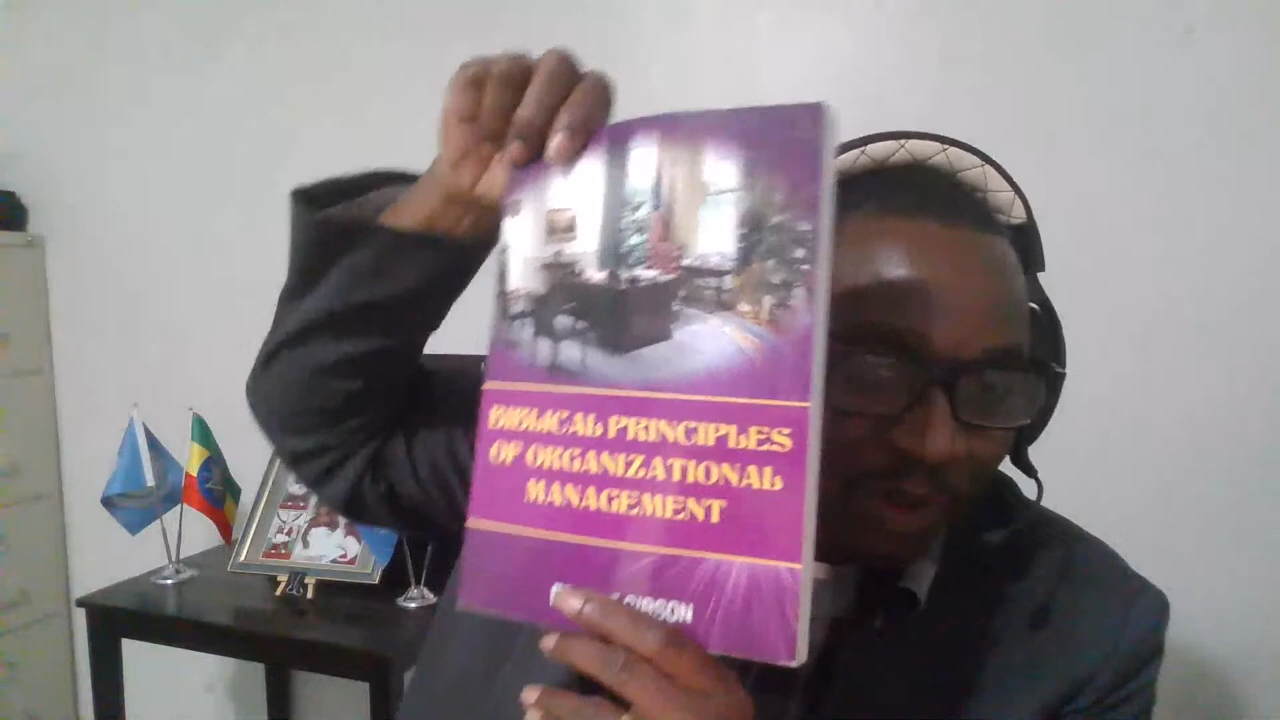 BIBLICAL PRINCIPLES
OF ORGANIZATIONAL
MANAGEMENT
GIBSON